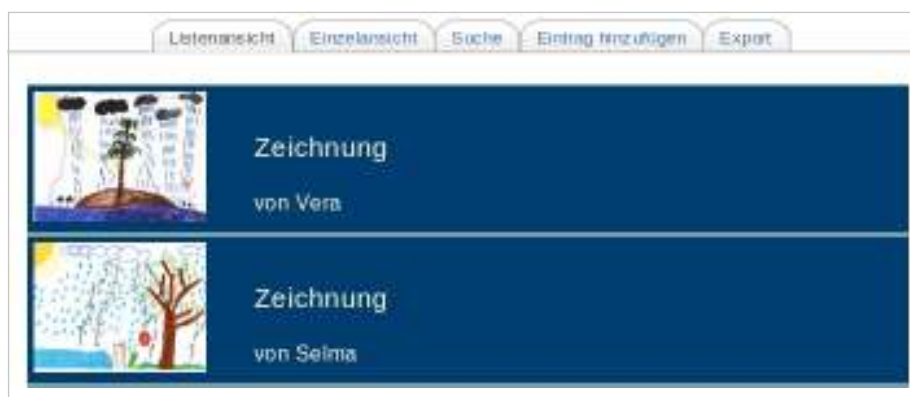 Listenansicht Einzelansicht Suche Eintrag hinzufügen Export
Zeichnung
von Vera
Zeichnung
von Selma